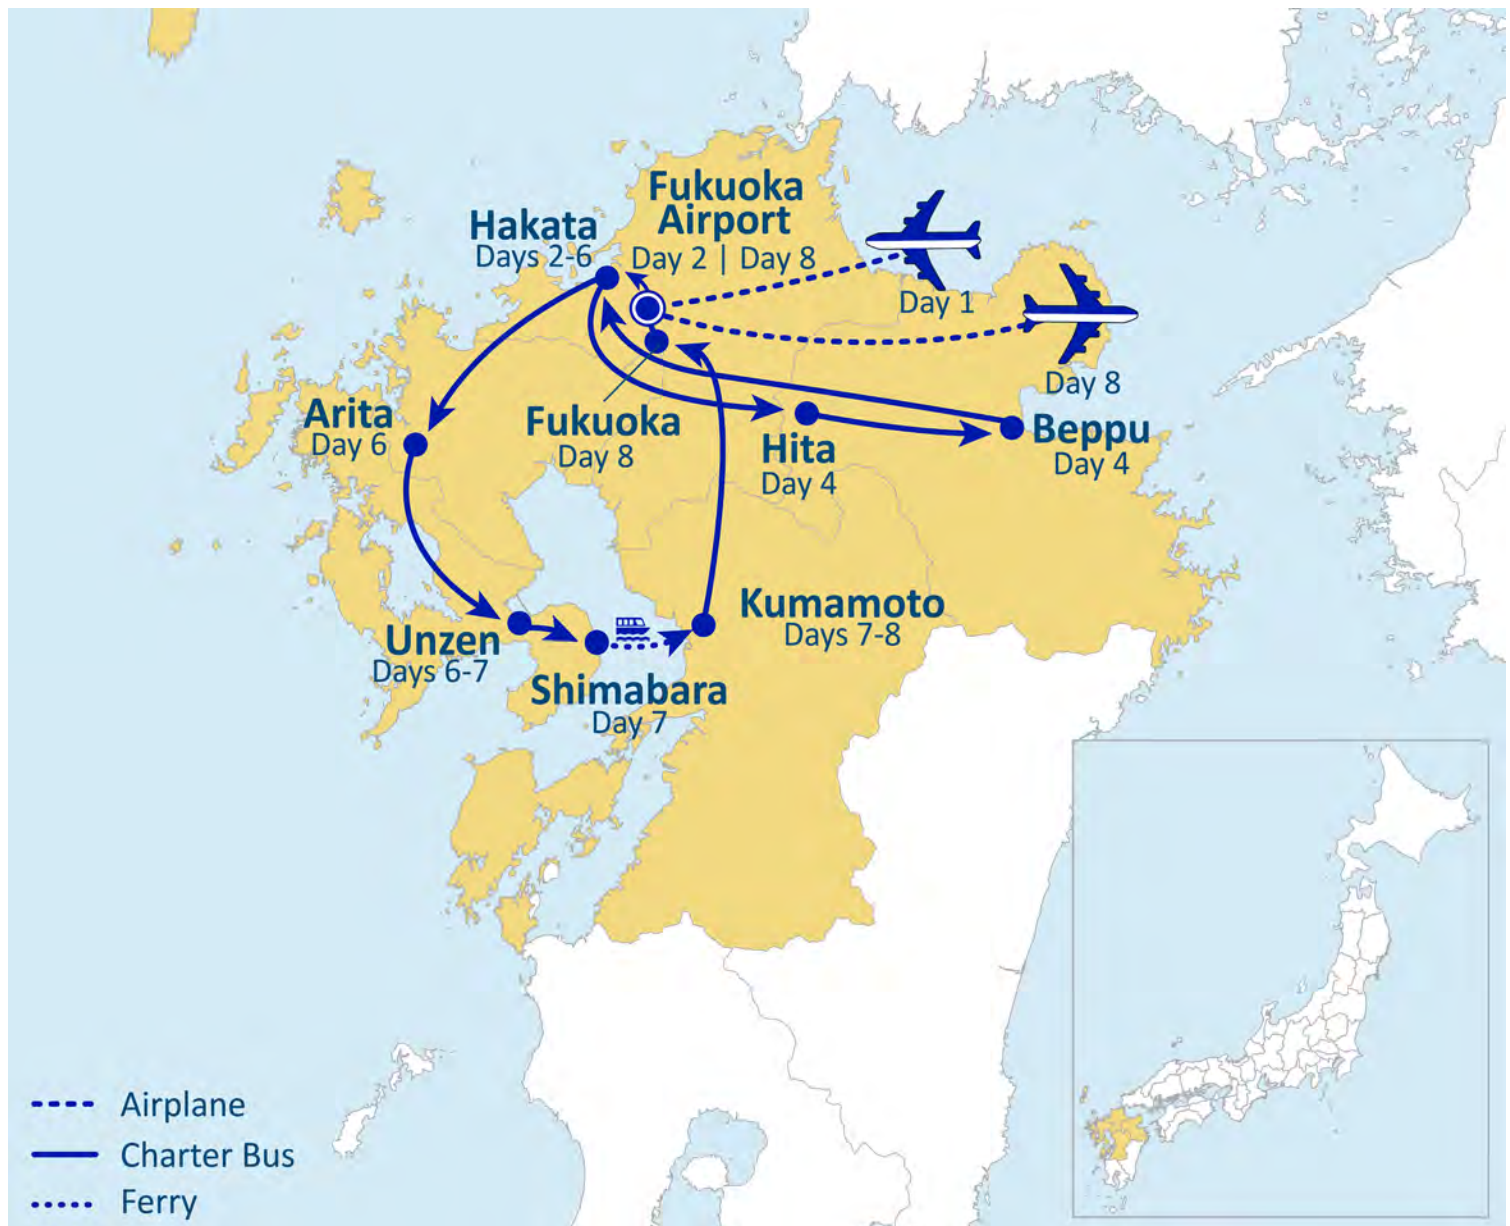 Fukuoka
Airport
Day 2 | Day 8
Hakata
Days 2-6
Day 1
Day 8
Arita
Day 6
Fukuoka
Day 8
Hita
Day 4
Beppu
Day 4
Unzen
Days 6-7
Shimabara
Day 7
Kumamoto
Days 7-8
Airplane
Charter Bus
Ferry